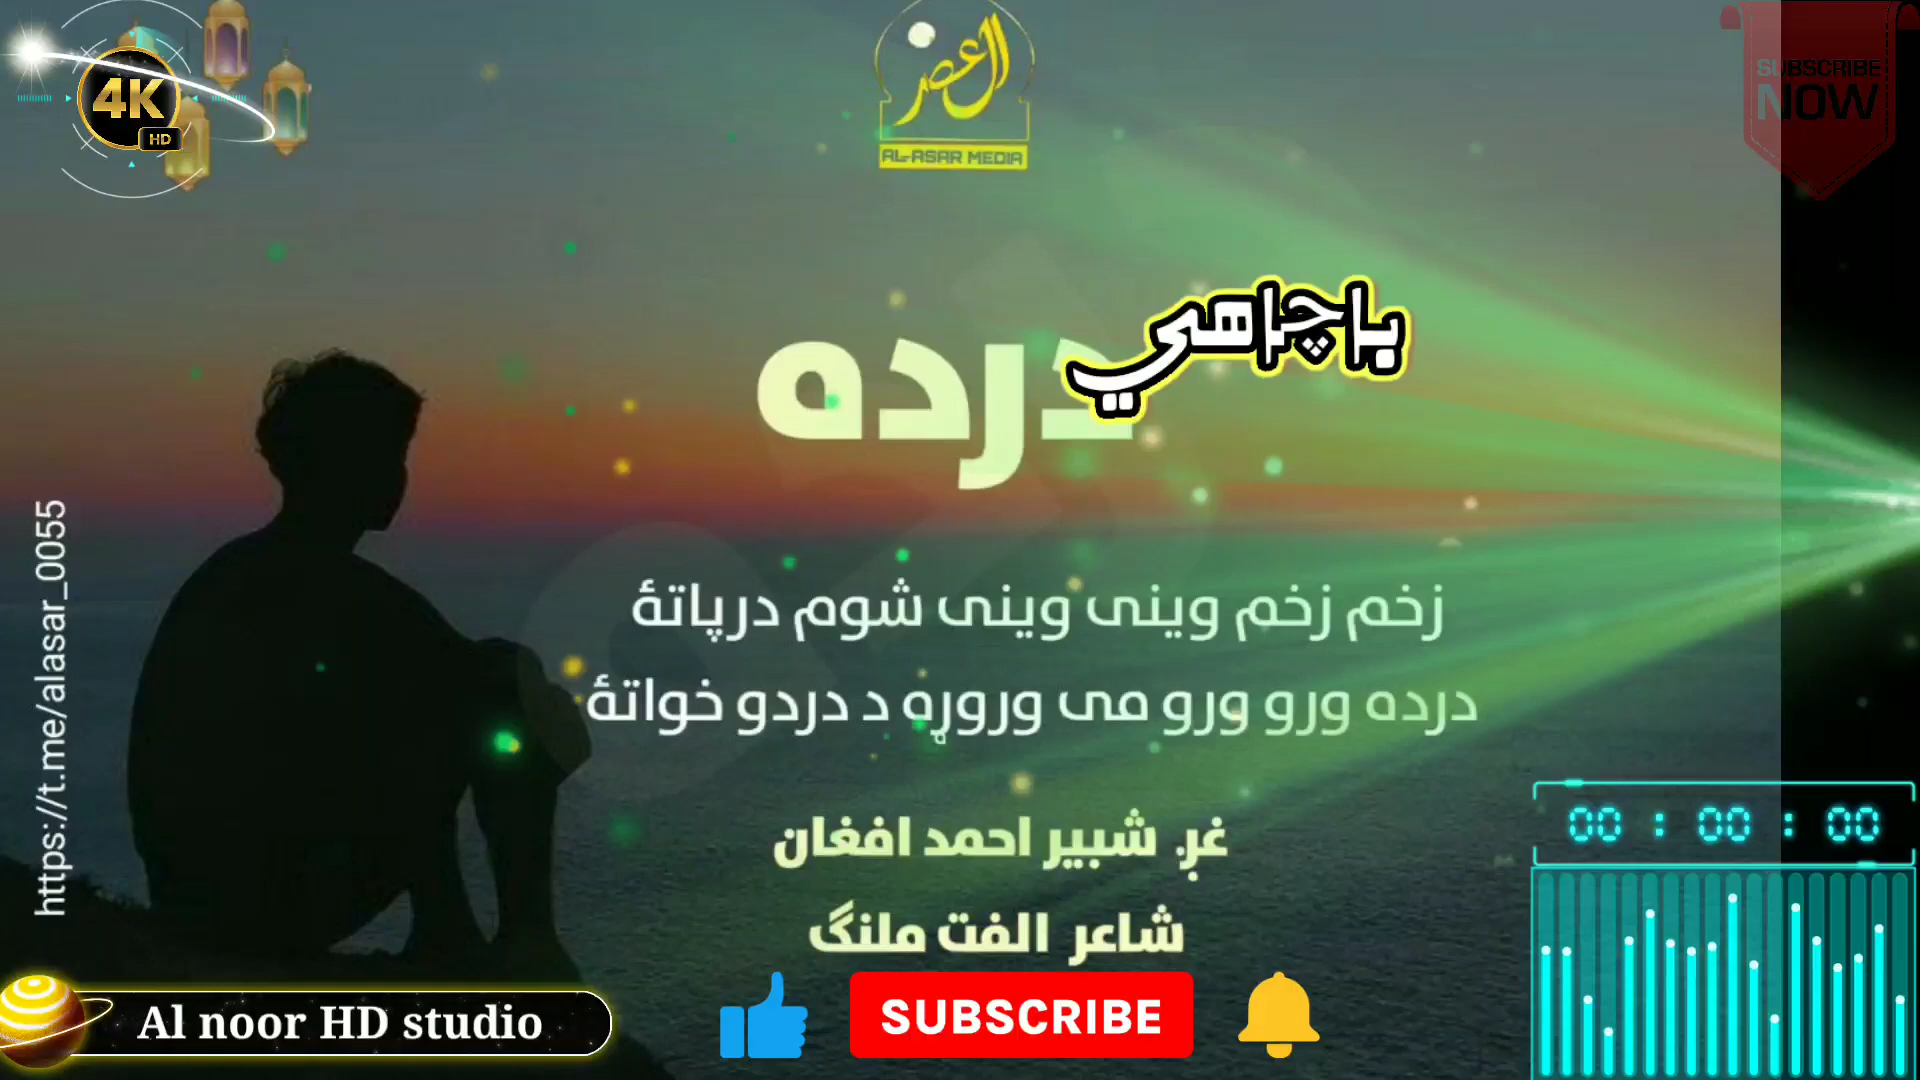 4K
HD
العصر
AL-ASAR MEDIA
SUBSCRIBE
NOW
باچاهي
درده
زخم زخم وینی وینی شوم درپاتۀ
درده ورو ورو می وروړه د دردو خواتۀ
غږ. شبیر احمد افغان
شاعر الفت ملنگ
https://t.me/alasar_0055
Al noor HD studio
SUBSCRIBE
00 : 00 : 00